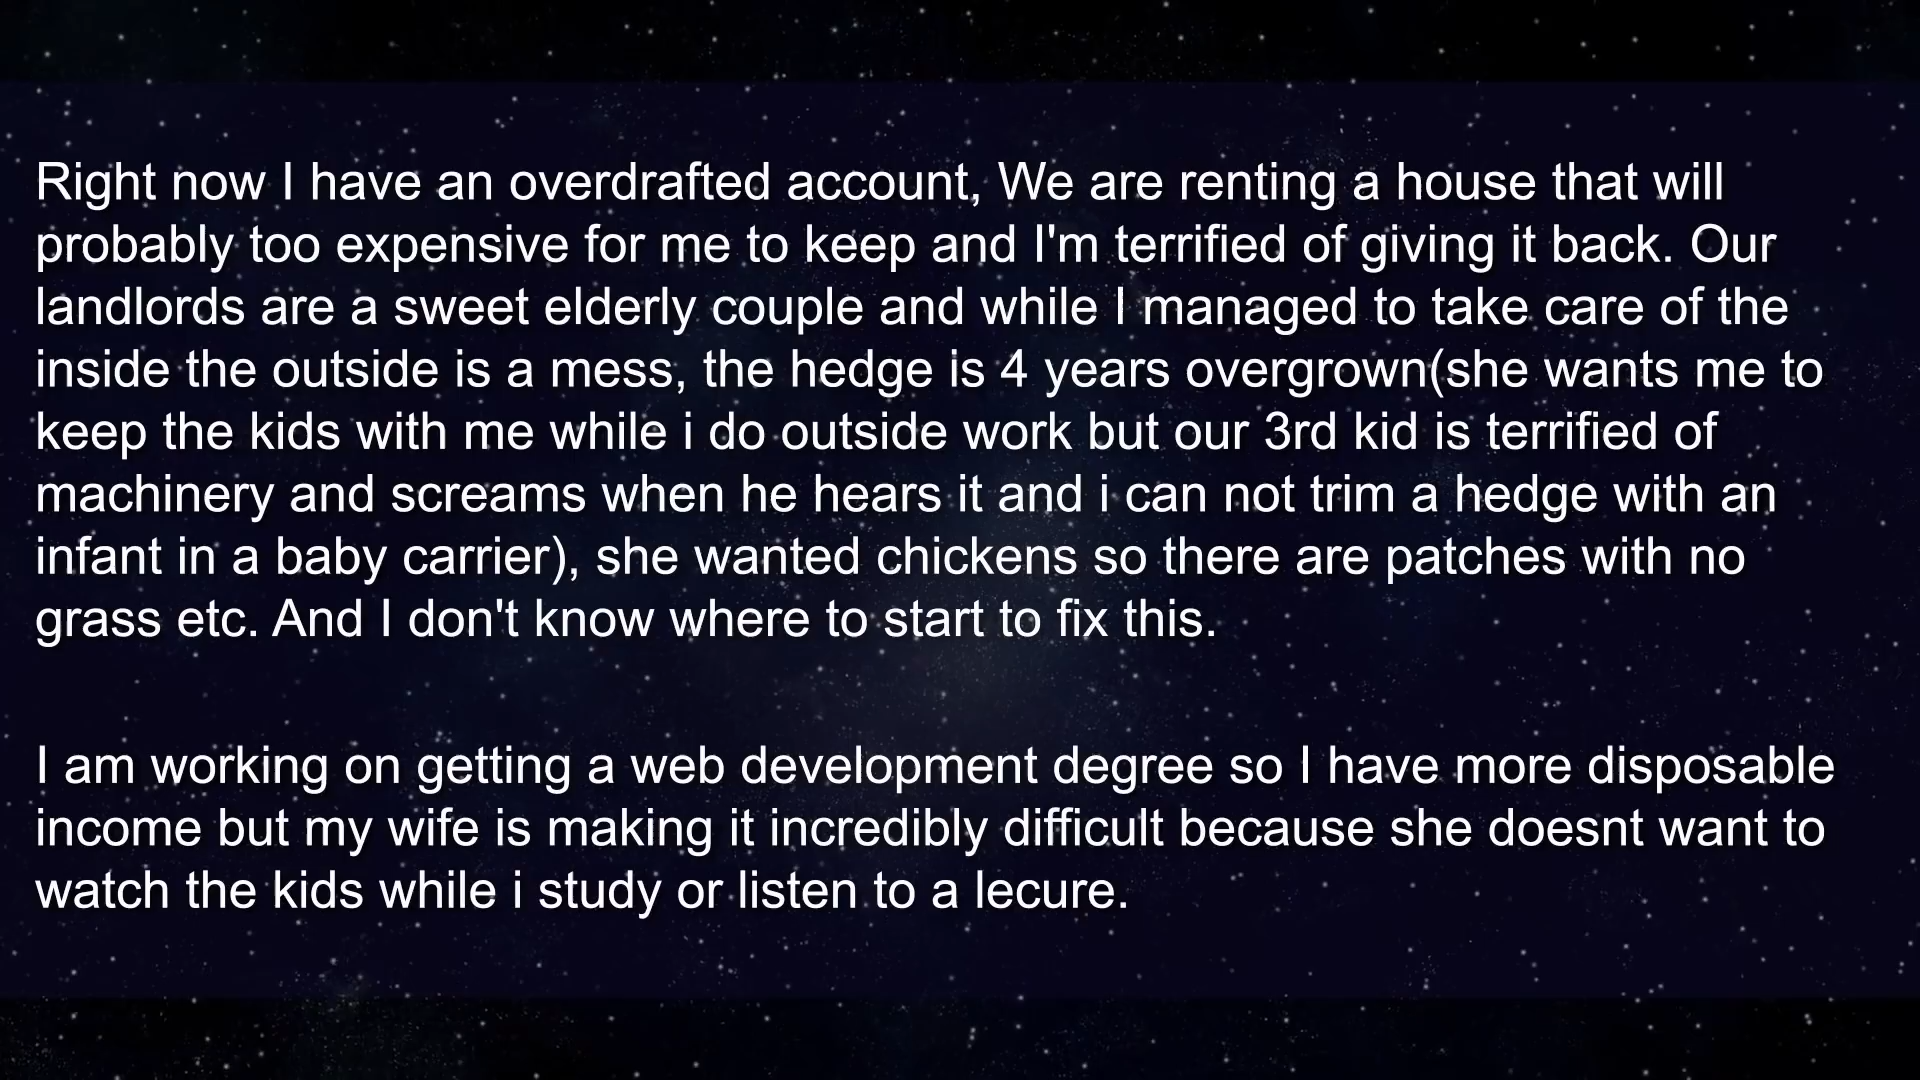 Right now I have an overdrafted account, We are renting a house that will
probably too expensive for me to keep and I'm terrified of giving it back. Our
landlords are a sweet elderly couple and while I managed to take care of the
inside the outside is a mess, the hedge is 4 years overgrown(she wants me to
keep the kids with me while i do outside work but our 3rd kid is terrified of
machinery and screams when he hears it and i can not trim a hedge with an
infant in a baby carrier), she wanted chickens so there are patches with no
grass etc. And I don't know where to start to fix this.
I am working on getting a web development degree so I have more disposable
income but my wife is making it incredibly difficult because she doesnt want to
watch the kids while i study or listen to a lecure.